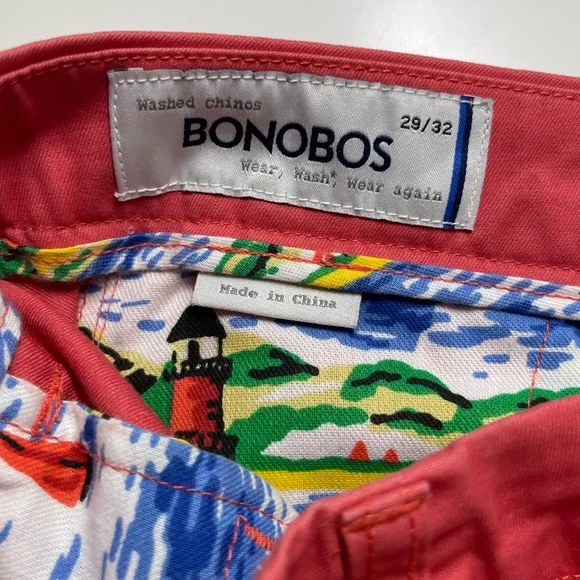 Washed Chinos
29/32
BONOBOS
Wear, Wash*, Wear again
Made in China